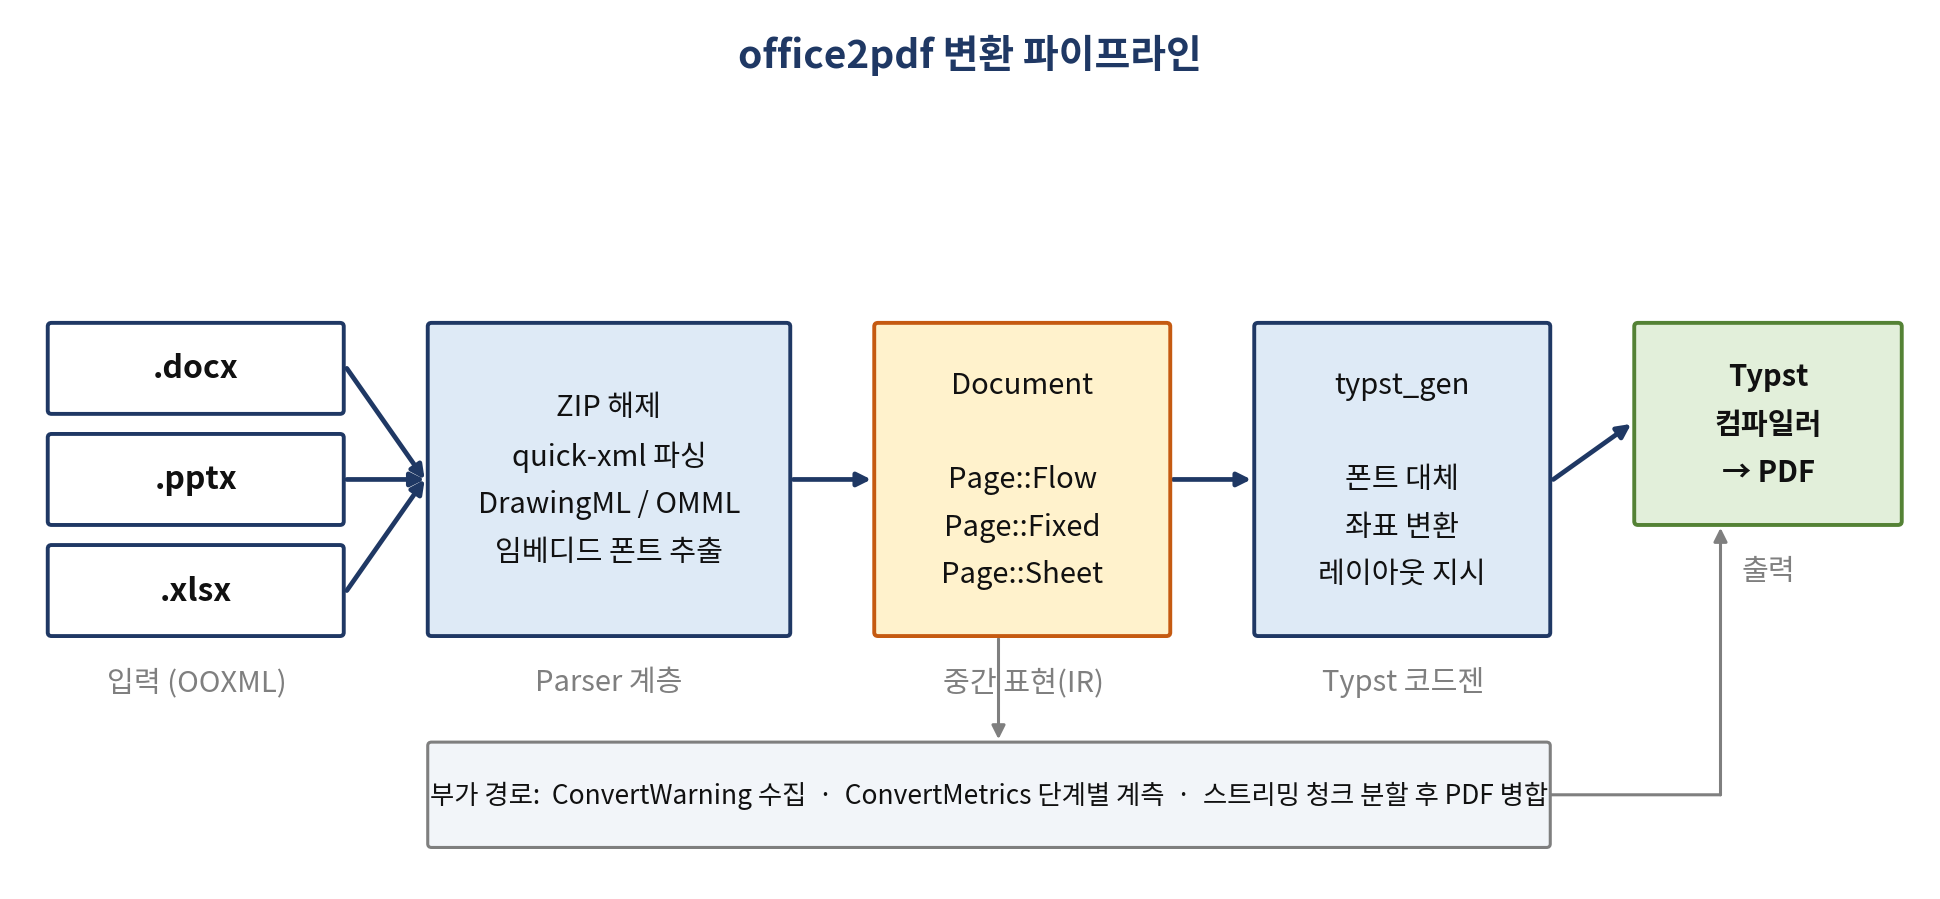 office2pdf 변환 파이프라인
.docx
.pptx
.xlsx
입력 (OOXML)
ZIP 해제
quick-xml 파싱
DrawingML / OMML
임베디드 폰트 추출
Parser 계층
Document
Page::Flow
Page::Fixed
Page::Sheet
중간 표현(IR)
typst_gen
폰트 대체
좌표 변환
레이아웃 지시
Typst 코드젠
Typst
컴파일러
→ PDF
출력
부가 경로: ConvertWarning 수집 · ConvertMetrics 단계별 계측 · 스트리밍 청크 분할 후 PDF 병합